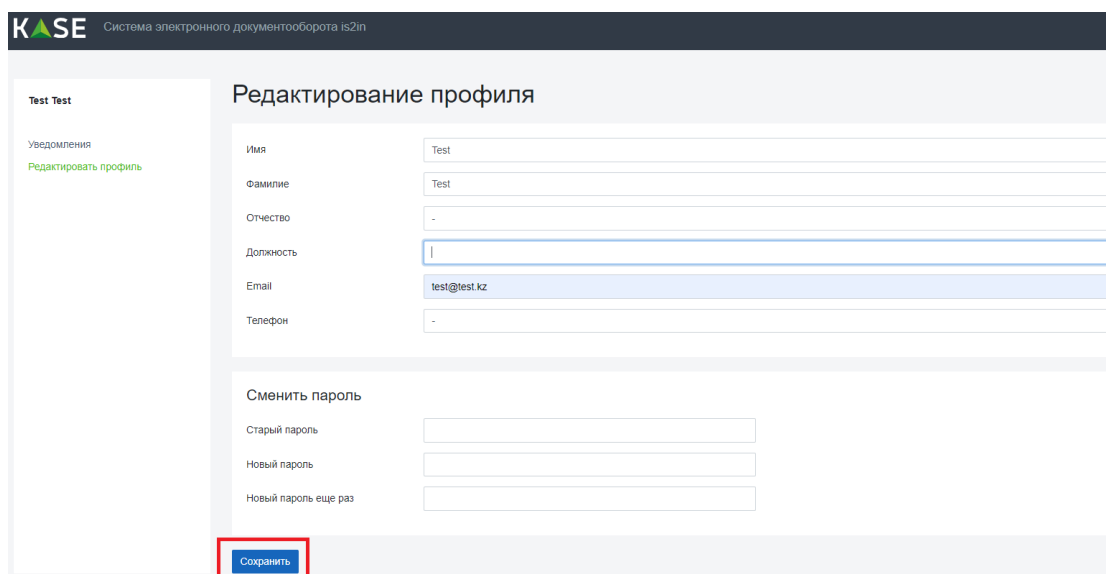 KASE Система электронного документооборота is2in
Test Test
Уведомления
Редактировать профиль
Редактирование профиля
Имя Test
Фамилие Test
Отчество -
Должность
Email test@test.kz
Телефон -
Сменить пароль
Старый пароль
Новый пароль
Новый пароль еще раз
Сохранить